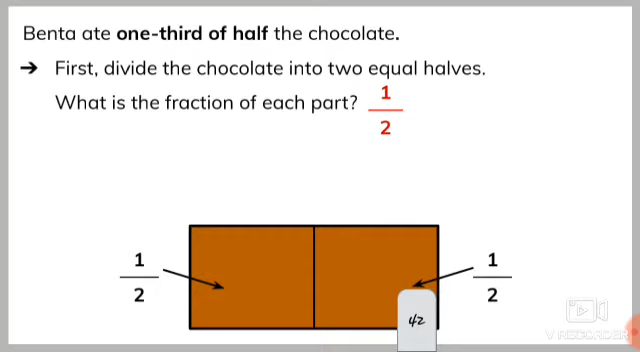 Benta ate one-third of half the chocolate.
➔ First, divide the chocolate into two equal halves.
What is the fraction of each part? 1/2
1/2
1/2
42
V RECORDER